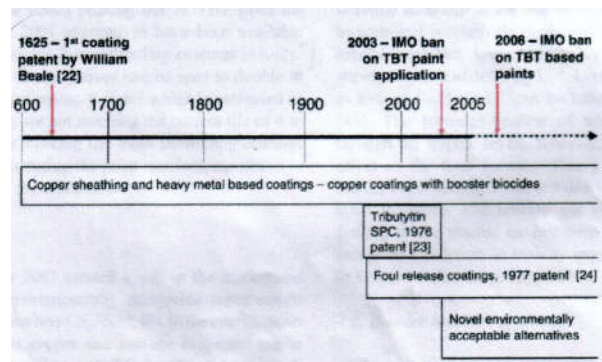 1625 – 1st coating
patent by William
Beale [22]
2003 – IMO ban
on TBT paint
application
2008 – IMO ban
on TBT based
paints
600 1700 1800 1900 2000 2005
Copper sheathing and heavy metal based coatings – copper coatings with booster biocides
Tributyltin
SPC, 1976
patent [23]
Foul release coatings, 1977 patent [24]
Novel environmentally
acceptable alternatives